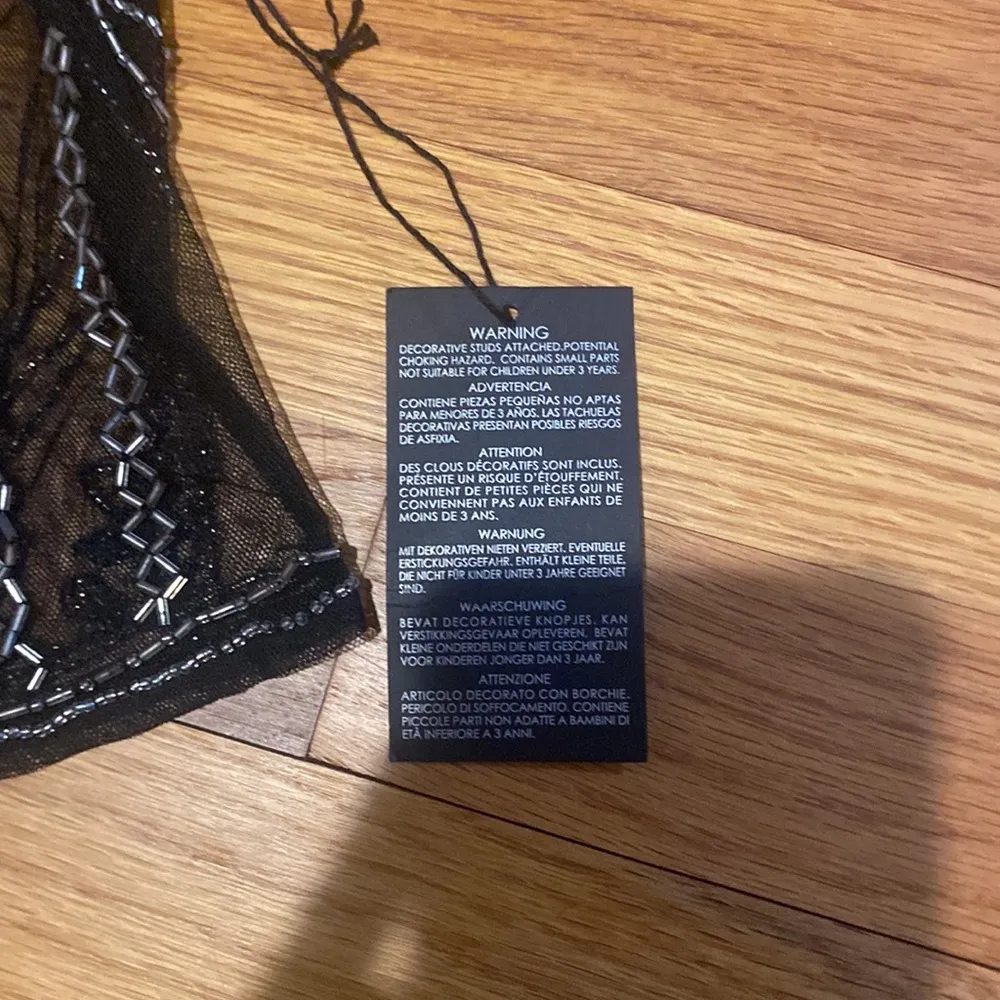 WARNING
DECORATIVE STUDS ATTACHED.POTENTIAL
CHOKING HAZARD. CONTAINS SMALL PARTS
NOT SUITABLE FOR CHILDREN UNDER 3 YEARS.
ADVERTENCIA
CONTIENE PIEZAS PEQUEÑAS NO APTAS
PARA MENORES DE 3 AÑOS. LAS TACHUELAS
DECORATIVAS PRESENTAN POSIBLES RIESGOS
DE ASFIXIA.
ATTENTION
DES CLOUS DÉCORATIFS SONT INCLUS.
PRÉSENTE UN RISQUE D'ÉTOUFFEMENT.
CONTIENT DE PETITES PIÈCES QUI NE
CONVIENNENT PAS AUX ENFANTS DE
MOINS DE 3 ANS.
WARNUNG
MIT DEKORATIVEN NIETEN VERZIERT. EVENTUELLE
ERSTICKUNGSGEFAHR. ENTHÄLT KLEINE TEILE,
DIE NICHT FÜR KINDER UNTER 3 JAHRE GEEIGNET
SIND.
WAARSCHUWING
BEVAT DECORATIEVE KNOPJES. KAN
VERSTIKKINGSGEVAAR OPLEVEREN. BEVAT
KLEINE ONDERDELEN DIE NIET GESCHIKT ZIJN
VOOR KINDEREN JONGER DAN 3 JAAR.
ATTENZIONE
ARTICOLO DECORATO CON BORCHIE.
PERICOLO DI SOFFOCAMENTO. CONTIENE
PICCOLE PARTI NON ADATTE A BAMBINI DI
ETÀ INFERIORE A 3 ANNI.